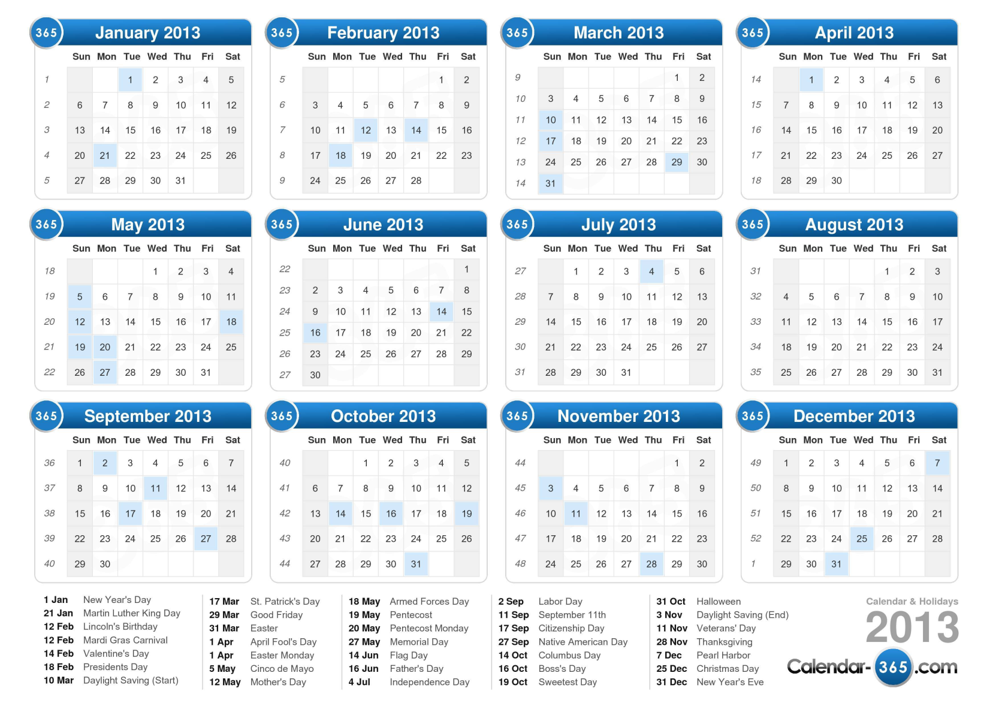 365 January 2013
Sun Mon Tue Wed Thu Fri Sat
1 1 2 3 4 5
2 6 7 8 9 10 11 12
3 13 14 15 16 17 18 19
4 20 21 22 23 24 25 26
5 27 28 29 30 31
365 February 2013
Sun Mon Tue Wed Thu Fri Sat
5 1 2
6 3 4 5 6 7 8 9
7 10 11 12 13 14 15 16
8 17 18 19 20 21 22 23
9 24 25 26 27 28
365 March 2013
Sun Mon Tue Wed Thu Fri Sat
9 1 2
10 3 4 5 6 7 8 9
11 10 11 12 13 14 15 16
12 17 18 19 20 21 22 23
13 24 25 26 27 28 29 30
14 31
365 April 2013
Sun Mon Tue Wed Thu Fri Sat
14 1 2 3 4 5 6
15 7 8 9 10 11 12 13
16 14 15 16 17 18 19 20
17 21 22 23 24 25 26 27
18 28 29 30
365 May 2013
Sun Mon Tue Wed Thu Fri Sat
18 1 2 3 4
19 5 6 7 8 9 10 11
20 12 13 14 15 16 17 18
21 19 20 21 22 23 24 25
22 26 27 28 29 30 31
365 June 2013
Sun Mon Tue Wed Thu Fri Sat
22 1
23 2 3 4 5 6 7 8
24 9 10 11 12 13 14 15
25 16 17 18 19 20 21 22
26 23 24 25 26 27 28 29
27 30
365 July 2013
Sun Mon Tue Wed Thu Fri Sat
27 1 2 3 4 5 6
28 7 8 9 10 11 12 13
29 14 15 16 17 18 19 20
30 21 22 23 24 25 26 27
31 28 29 30 31
365 August 2013
Sun Mon Tue Wed Thu Fri Sat
31 1 2 3
32 4 5 6 7 8 9 10
33 11 12 13 14 15 16 17
34 18 19 20 21 22 23 24
35 25 26 27 28 29 30 31
365 September 2013
Sun Mon Tue Wed Thu Fri Sat
36 1 2 3 4 5 6 7
37 8 9 10 11 12 13 14
38 15 16 17 18 19 20 21
39 22 23 24 25 26 27 28
40 29 30
365 October 2013
Sun Mon Tue Wed Thu Fri Sat
40 1 2 3 4 5
41 6 7 8 9 10 11 12
42 13 14 15 16 17 18 19
43 20 21 22 23 24 25 26
44 27 28 29 30 31
365 November 2013
Sun Mon Tue Wed Thu Fri Sat
44 1 2
45 3 4 5 6 7 8 9
46 10 11 12 13 14 15 16
47 17 18 19 20 21 22 23
48 24 25 26 27 28 29 30
365 December 2013
Sun Mon Tue Wed Thu Fri Sat
49 1 2 3 4 5 6 7
50 8 9 10 11 12 13 14
51 15 16 17 18 19 20 21
52 22 23 24 25 26 27 28
1 29 30 31
1 Jan New Year's Day
21 Jan Martin Luther King Day
12 Feb Lincoln's Birthday
12 Feb Mardi Gras Carnival
14 Feb Valentine's Day
18 Feb Presidents Day
10 Mar Daylight Saving (Start)
17 Mar St. Patrick's Day
29 Mar Good Friday
31 Mar Easter
1 Apr April Fool's Day
1 Apr Easter Monday
5 May Cinco de Mayo
12 May Mother's Day
18 May Armed Forces Day
19 May Pentecost
20 May Pentecost Monday
27 May Memorial Day
14 Jun Flag Day
16 Jun Father's Day
4 Jul Independence Day
2 Sep Labor Day
11 Sep September 11th
17 Sep Citizenship Day
27 Sep Native American Day
14 Oct Columbus Day
16 Oct Boss's Day
19 Oct Sweetest Day
31 Oct Halloween
3 Nov Daylight Saving (End)
11 Nov Veterans' Day
28 Nov Thanksgiving
7 Dec Pearl Harbor
25 Dec Christmas Day
31 Dec New Year's Eve
Calendar & Holidays
2013
Calendar-365.com